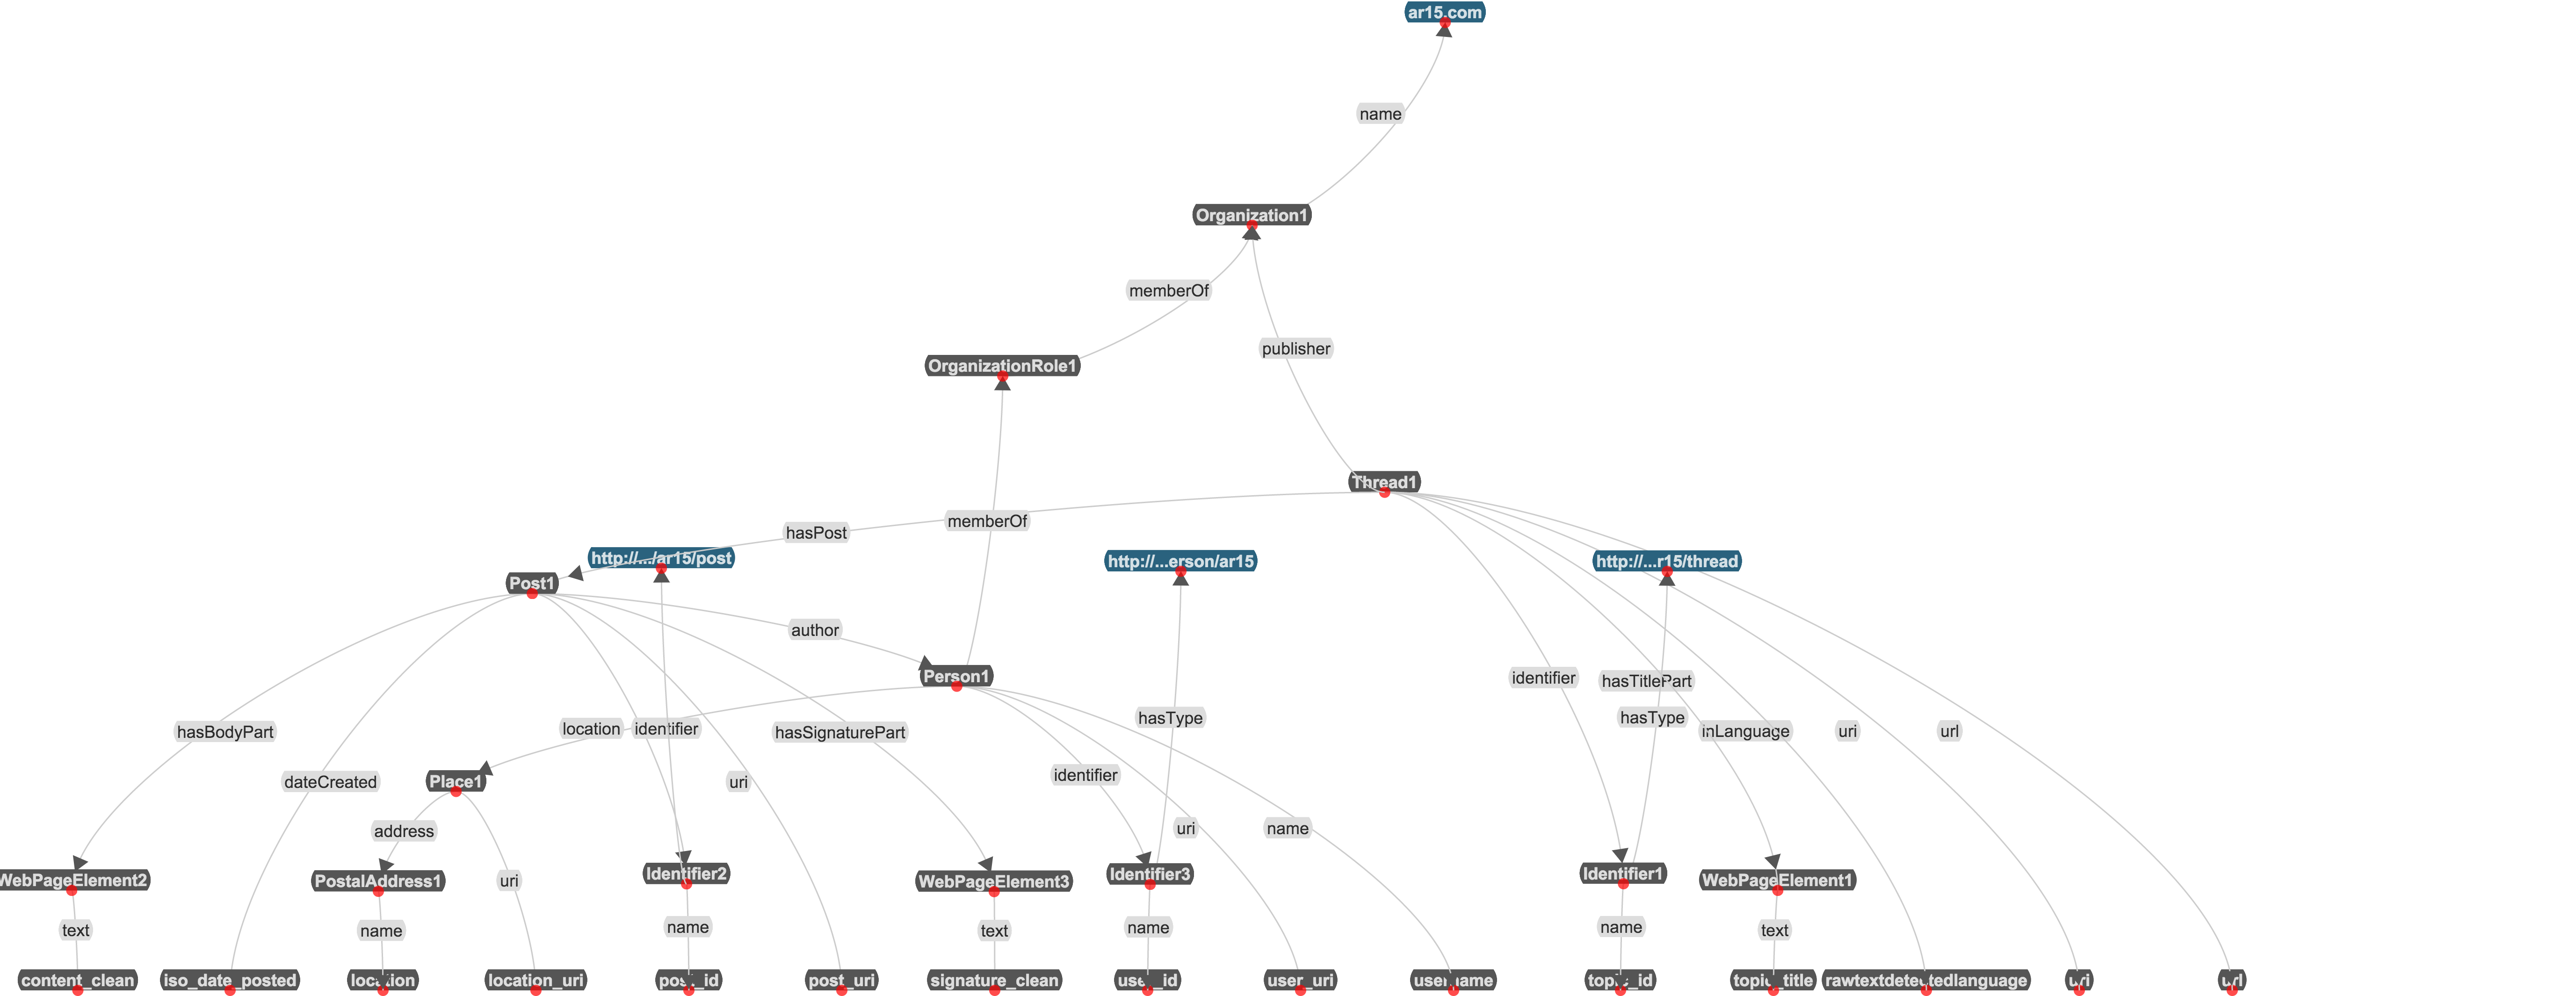 ar15.com
name
Organization1
memberOf
publisher
OrganizationRole1
Thread1
memberOf
hasPost
http://.../ar15/post
http://...erson/ar15
http://...r15/thread
Post1
author
Person1
identifier
hasTitlePart
hasType
hasType
hasBodyPart
location
identifier
hasSignaturePart
inLanguage
uri
url
dateCreated
Place1
uri
identifier
address
uri
name
WebPageElement2
PostalAddress1
uri
Identifier2
WebPageElement3
Identifier3
Identifier1
WebPageElement1
text
name
name
text
name
name
text
content_clean
iso_date_posted
location
location_uri
post_id
post_uri
signature_clean
user_id
user_uri
username
topic_id
topic_title
rawtextdetectedlanguage
uri
url